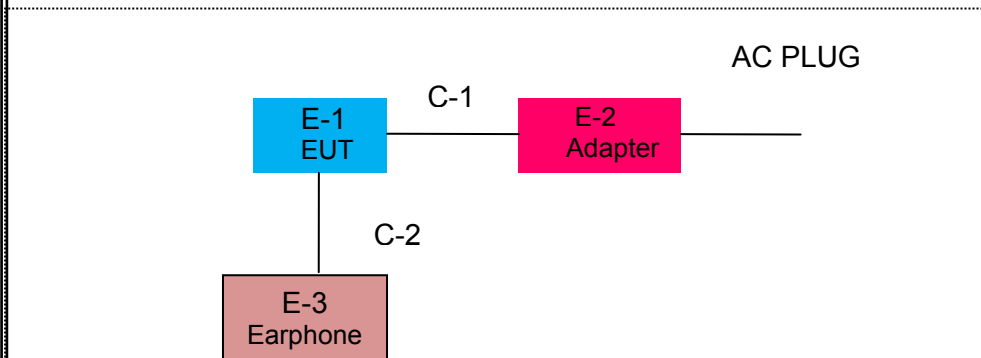 AC PLUG
C-1
E-1
EUT
E-2
Adapter
C-2
E-3
Earphone